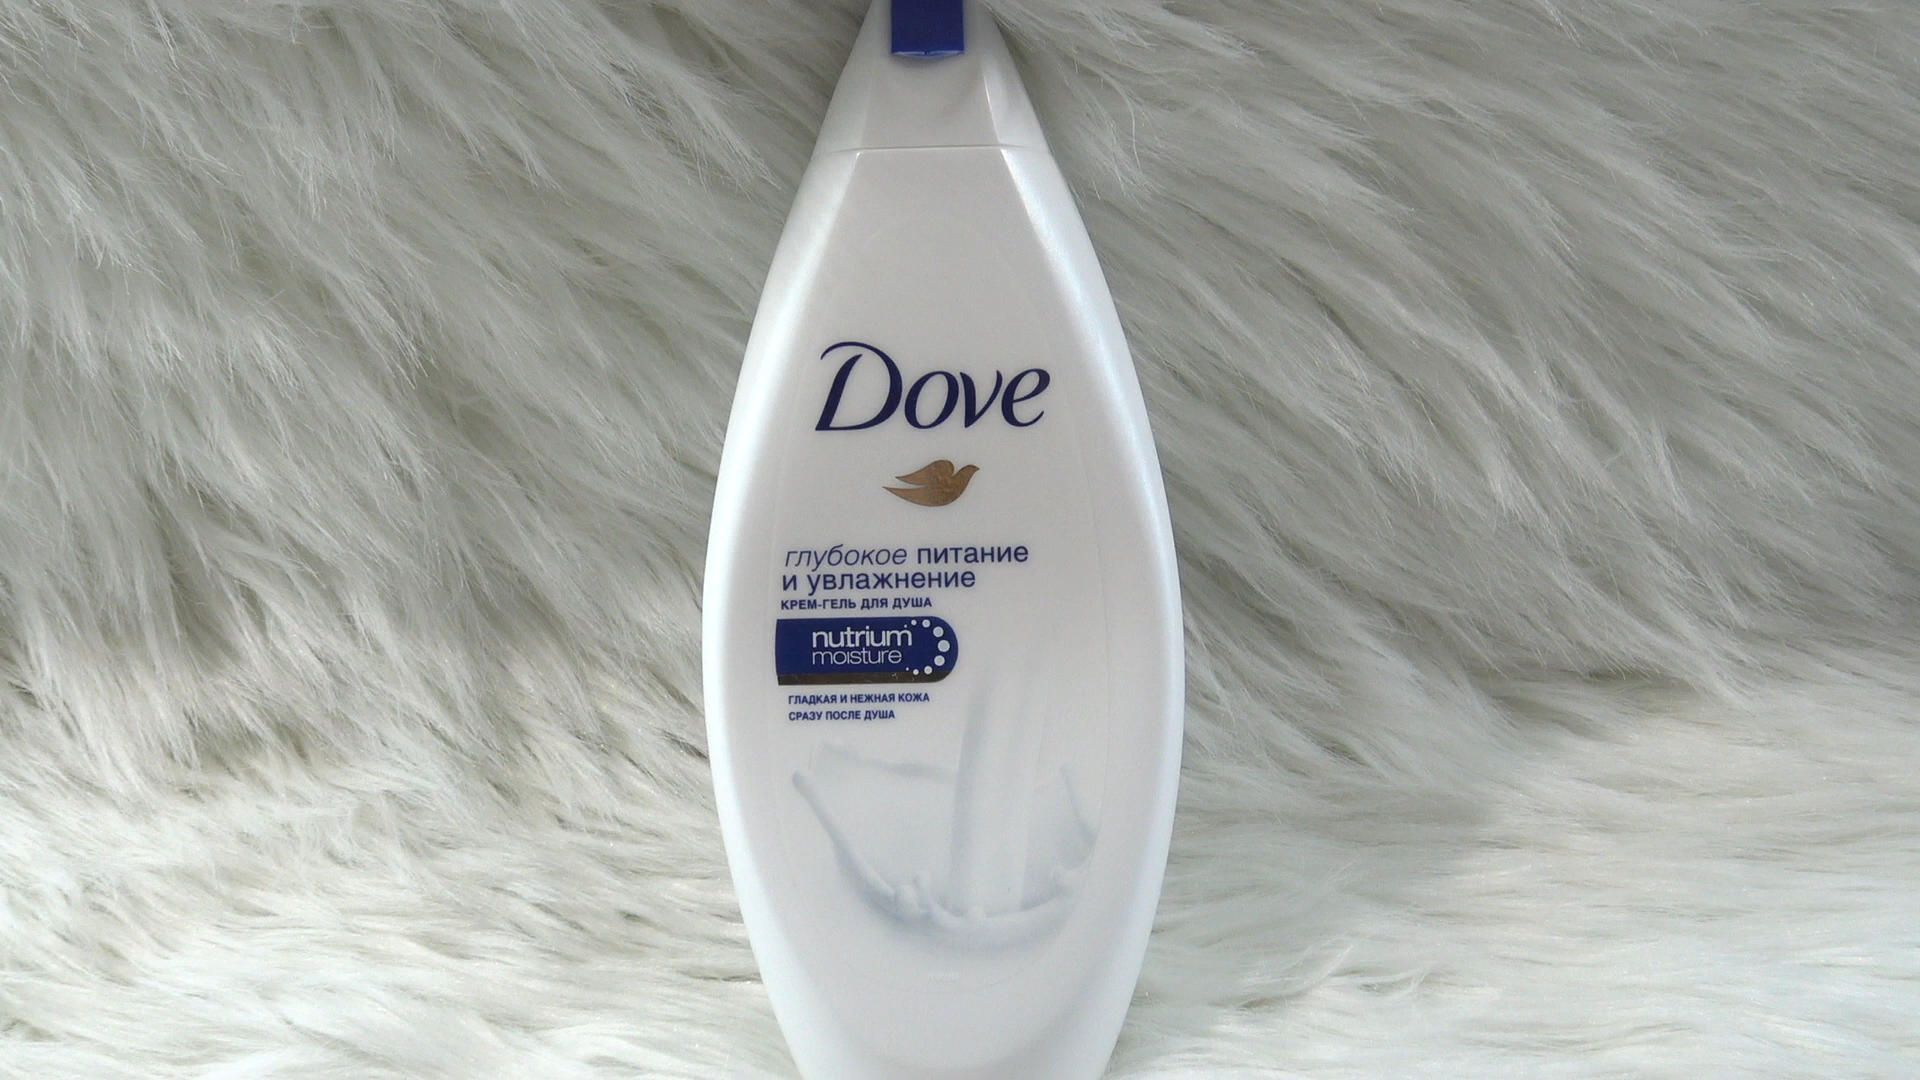 Dove
глубокое питание
и увлажнение
КРЕМ-ГЕЛЬ ДЛЯ ДУША
nutrium
moisture
ГЛАДКАЯ И НЕЖНАЯ КОЖА
СРАЗУ ПОСЛЕ ДУША